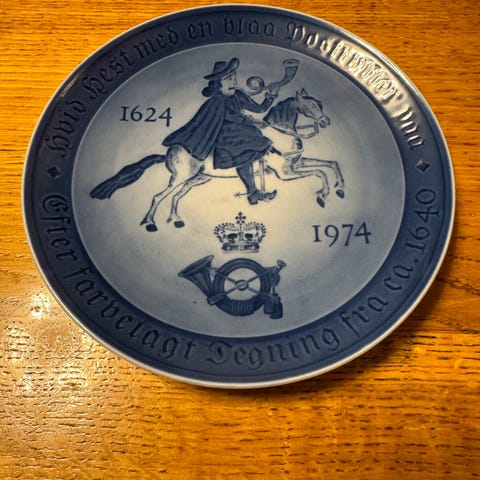 Hvid Hest med en blaa Postrytter paa
1624
1974
Efter farvelagt Tegning fra ca. 1640